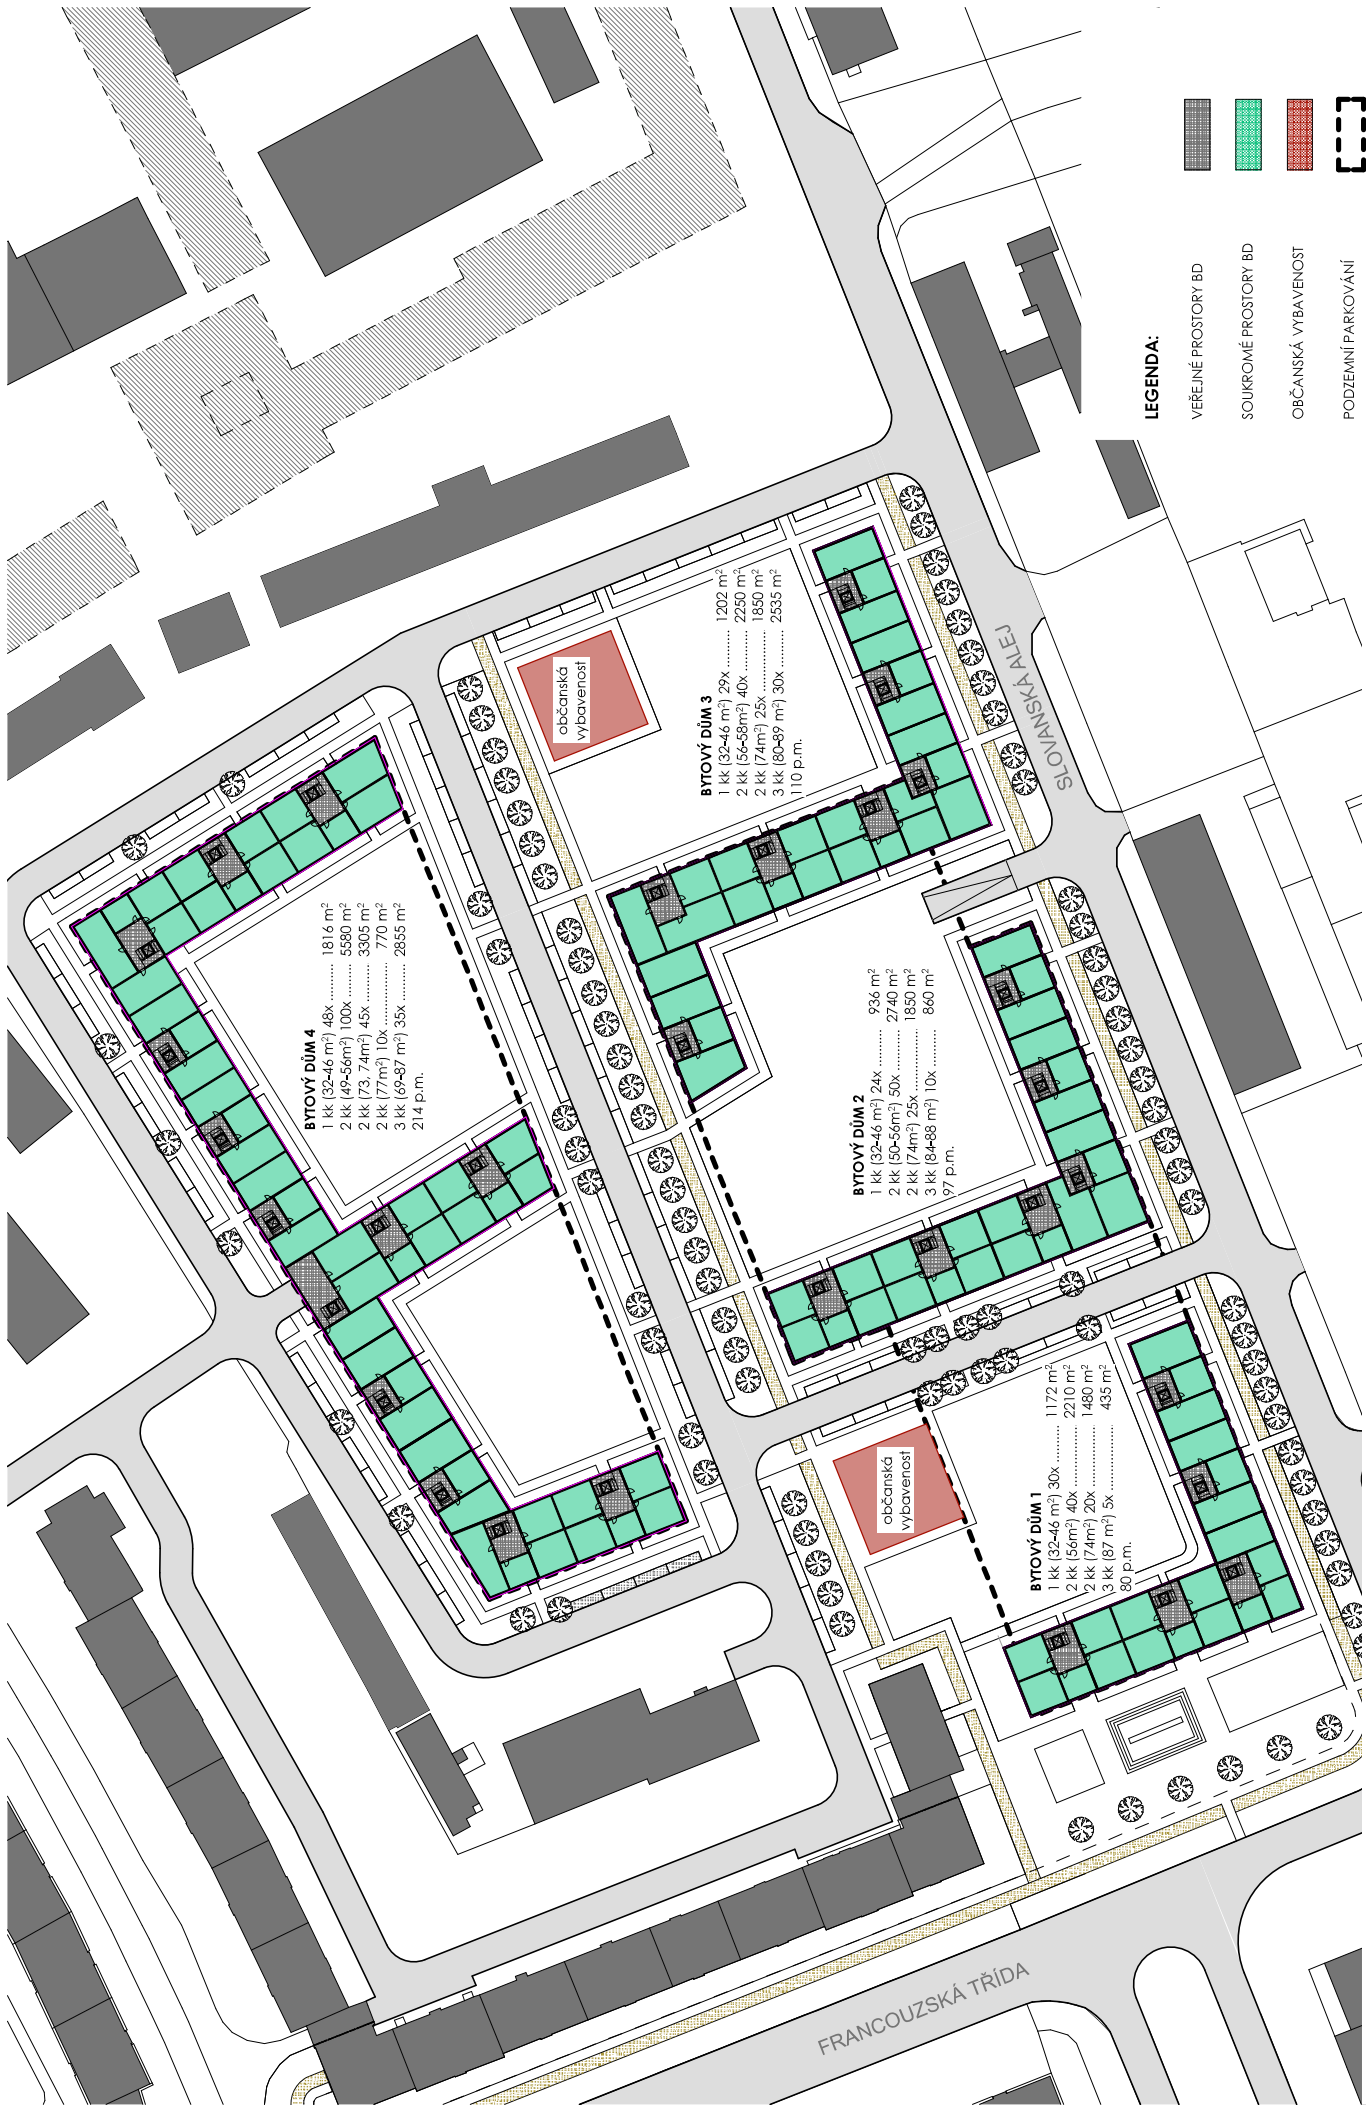 BYTOVÝ DŮM 4
1 kk (32-46 m²) 48x .......... 1816 m²
2 kk (49-56m²) 100x .......... 5580 m²
2 kk (73, 74m²) 45x .......... 3305 m²
2 kk (77m²) 10x ................. 770 m²
3 kk (69-87 m²) 35x .......... 2855 m²
214 p.m.
občanská
vybavenost
BYTOVÝ DŮM 3
1 kk (32-46 m²) 29x .......... 1202 m²
2 kk (56-58m²) 40x ........... 2250 m²
2 kk (74m²) 25x ................. 1850 m²
3 kk (80-89 m²) 30x .......... 2535 m²
110 p.m.
BYTOVÝ DŮM 2
1 kk (32-46 m²) 24x .......... 936 m²
2 kk (50-56m²) 50x ........... 2740 m²
2 kk (74m²) 25x ................. 1850 m²
3 kk (84-88 m²) 10x .......... 860 m²
97 p.m.
občanská
vybavenost
BYTOVÝ DŮM 1
1 kk (32-46 m²) 30x .......... 1172 m²
2 kk (56m²) 40x ................. 2210 m²
2 kk (74m²) 20x ................. 1480 m²
3 kk (87 m²) 5x .................. 435 m²
80 p.m.
SLOVANSKÁ ALEJ
FRANCOUZSKÁ TŘÍDA
LEGENDA:
VEŘEJNÉ PROSTORY BD
SOUKROMÉ PROSTORY BD
OBČANSKÁ VYBAVENOST
PODZEMNÍ PARKOVÁNÍ